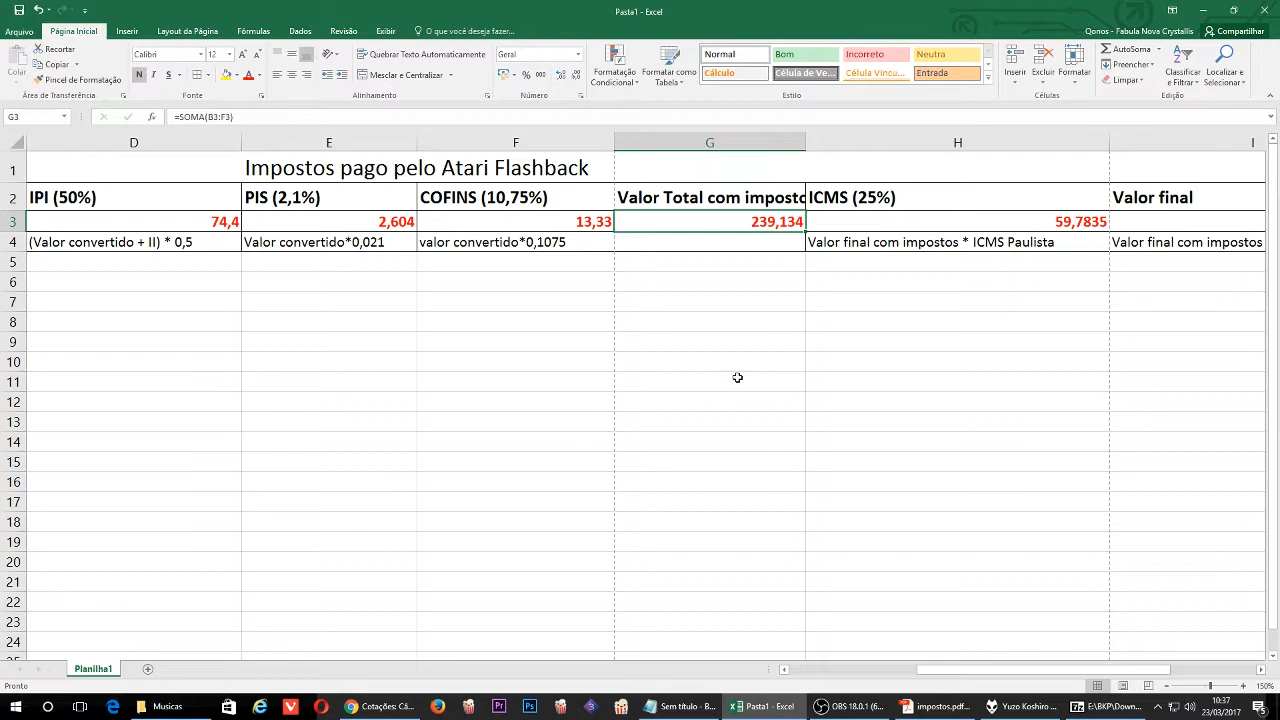 Pasta1 - Excel
Arquivo Página Inicial Inserir Layout da Página Fórmulas Dados Revisão Exibir O que você deseja fazer... Qonos - Fabula Nova Crystallis Compartilhar
Colar
Recortar
Copiar
Pincel de Formatação
Área de Transferência
Calibri 12
N I S
Fonte
Quebrar Texto Automaticamente
Mesclar e Centralizar
Alinhamento
Geral
% 000
Número
Formatação Condicional
Formatar como Tabela
Normal Bom Incorreto Neutra
Cálculo Célula de Ve... Célula Vincu... Entrada
Estilo
Inserir Excluir Formatar
Células
AutoSoma
Preencher
Limpar
Classificar e Filtrar
Localizar e Selecionar
Edição
G3 fx =SOMA(B3:F3)
D E F G H I
1 Impostos pago pelo Atari Flashback
2 IPI (50%) PIS (2,1%) COFINS (10,75%) Valor Total com imposto ICMS (25%) Valor final
3 74,4 2,604 13,33 239,134 59,7835
4 (Valor convertido + II) * 0,5 Valor convertido*0,021 valor convertido*0,1075 Valor final com impostos * ICMS Paulista Valor final com impostos
5
6
7
8
9
10
11
12
13
14
15
16
17
18
19
20
21
22
23
24
Planilha1
Pronto 150%
Musicas Cotações Câ... Sem título - B... Pasta1 - Excel OBS 18.0.1 (6... impostos.pdf... Yuzo Koshiro ... E:\BKP\Downl... 10:37
23/03/2017